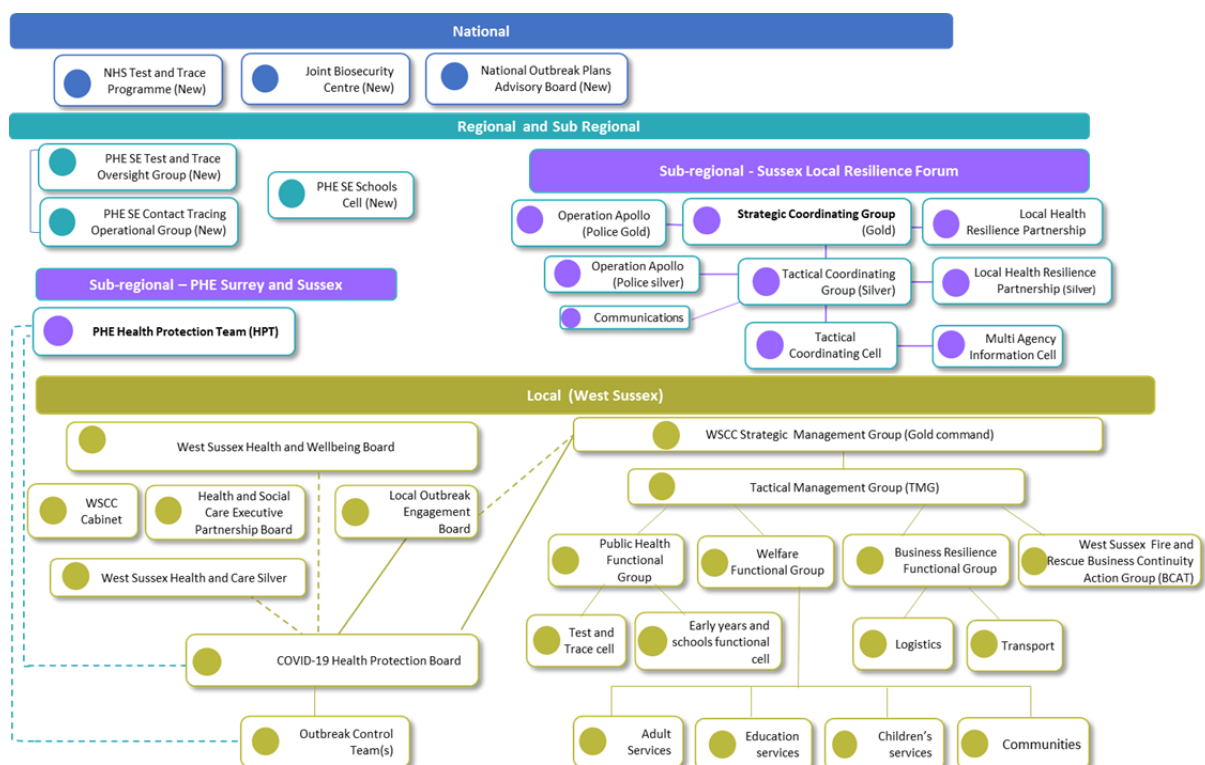 National
NHS Test and Trace
Programme (New)
Joint Biosecurity
Centre (New)
National Outbreak Plans
Advisory Board (New)
Regional and Sub Regional
PHE SE Test and Trace
Oversight Group (New)
PHE SE Contact Tracing
Operational Group (New)
PHE SE Schools
Cell (New)
Sub-regional - Sussex Local Resilience Forum
Operation Apollo
(Police Gold)
Strategic Coordinating Group
(Gold)
Local Health
Resilience Partnership
Operation Apollo
(Police silver)
Tactical Coordinating
Group (Silver)
Local Health Resilience
Partnership (Silver)
Communications
Tactical
Coordinating Cell
Multi Agency
Information Cell
Sub-regional – PHE Surrey and Sussex
PHE Health Protection Team (HPT)
Local (West Sussex)
West Sussex Health and Wellbeing Board
WSCC
Cabinet
Health and Social
Care Executive
Partnership Board
Local Outbreak
Engagement
Board
West Sussex Health and Care Silver
COVID-19 Health Protection Board
Outbreak Control
Team(s)
WSCC Strategic Management Group (Gold command)
Tactical Management Group (TMG)
Public Health
Functional
Group
Welfare
Functional Group
Business Resilience
Functional Group
West Sussex Fire and
Rescue Business Continuity
Action Group (BCAT)
Test and
Trace cell
Early years and
schools functional
cell
Logistics
Transport
Adult
Services
Education
services
Children's
services
Communities